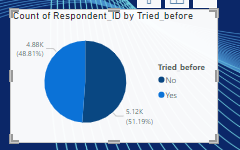 Count of Respondent_ID by Tried_before
4.88K
(48.81%)
Tried_before
No
Yes
5.12K
(51.19%)